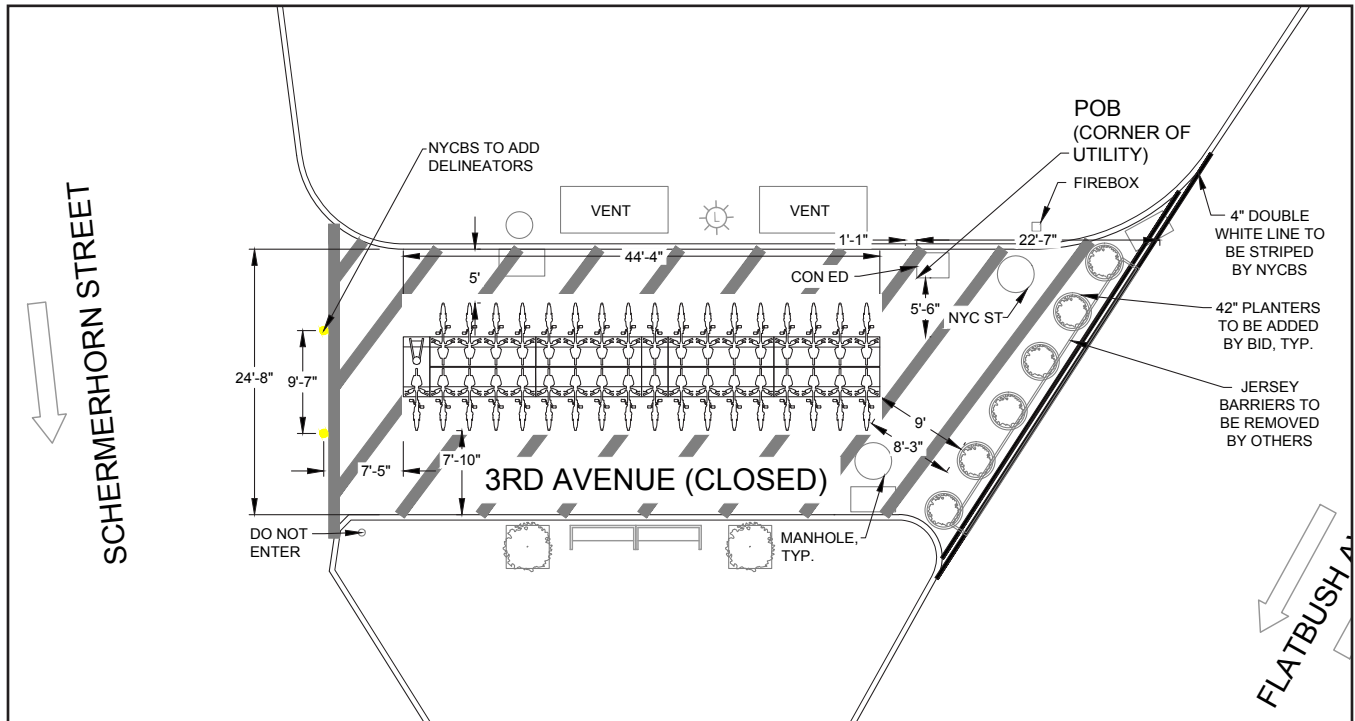 POB
(CORNER OF
UTILITY)
NYCBS TO ADD
DELINEATORS
FIREBOX
VENT
VENT
L
4" DOUBLE
WHITE LINE TO
BE STRIPED
BY NYCBS
SCHERMERHORN STREET
1'-1"
22'-7"
44'-4"
5'
CON ED
5'-6"
NYC ST
42" PLANTERS
TO BE ADDED
BY BID, TYP.
24'-8"
9'-7"
JERSEY
BARRIERS TO
BE REMOVED
BY OTHERS
9'
8'-3"
7'-5"
7'-10"
3RD AVENUE (CLOSED)
DO NOT
ENTER
MANHOLE,
TYP.
FLATBUSH